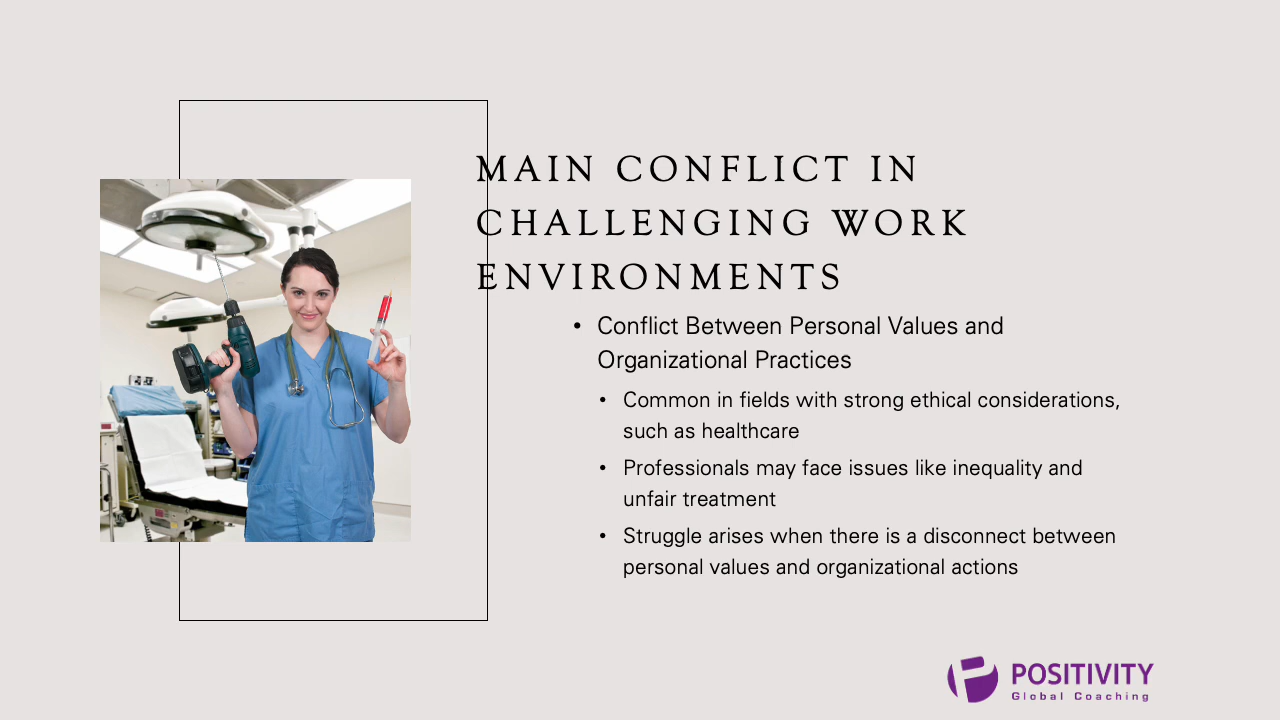 MAIN CONFLICT IN
CHALLENGING WORK
ENVIRONMENTS
• Conflict Between Personal Values and
Organizational Practices
• Common in fields with strong ethical considerations,
such as healthcare
• Professionals may face issues like inequality and
unfair treatment
• Struggle arises when there is a disconnect between
personal values and organizational actions
POSITIVITY
Global Coaching